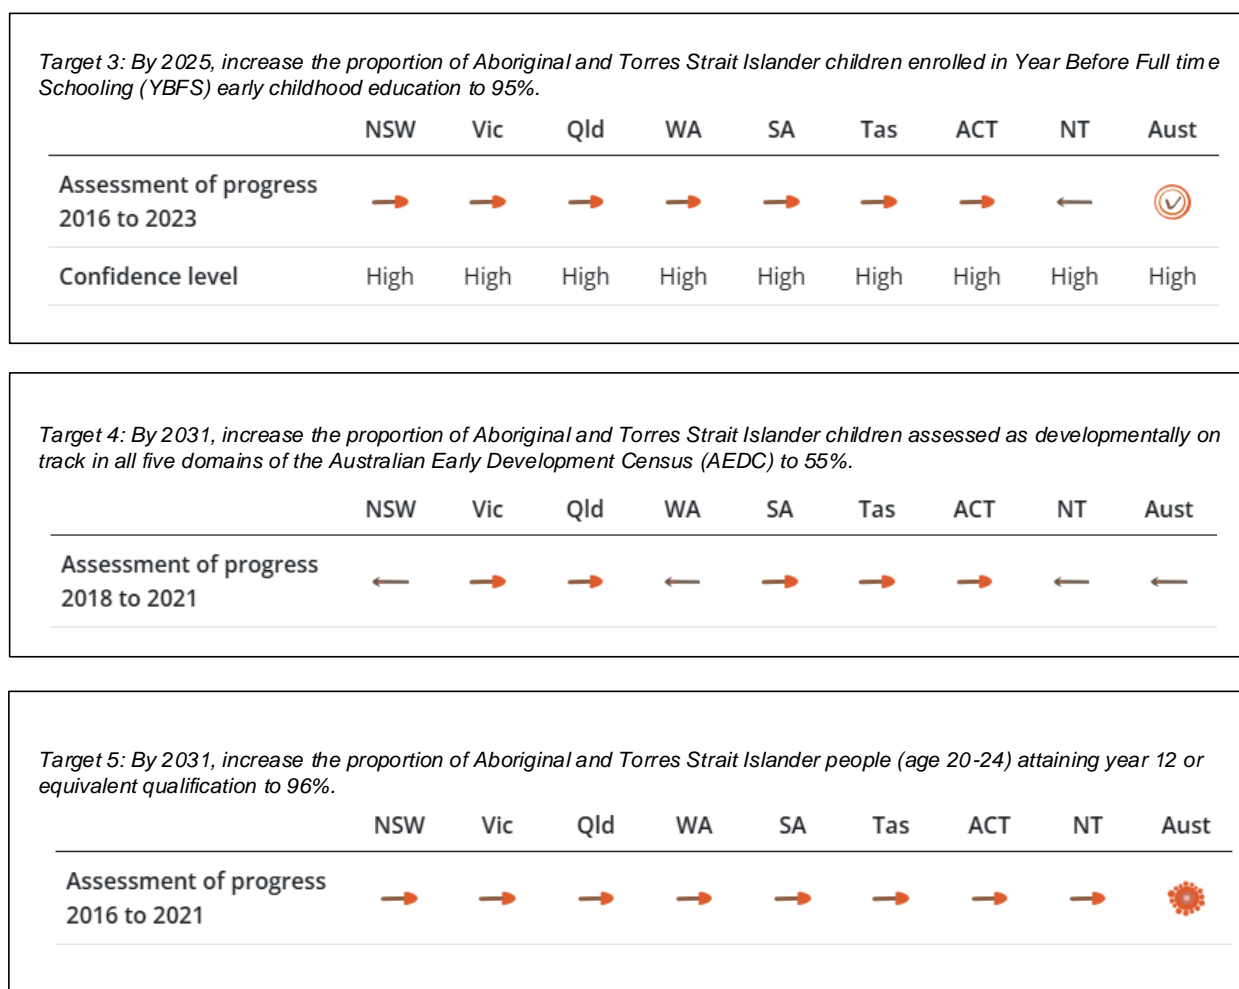 Target 3: By 2025, increase the proportion of Aboriginal and Torres Strait Islander children enrolled in Year Before Full time
Schooling (YBFS) early childhood education to 95%.
NSW Vic Qld WA SA Tas ACT NT Aust
Assessment of progress
2016 to 2023
Confidence level High High High High High High High High High
Target 4: By 2031, increase the proportion of Aboriginal and Torres Strait Islander children assessed as developmentally on
track in all five domains of the Australian Early Development Census (AEDC) to 55%.
NSW Vic Qld WA SA Tas ACT NT Aust
Assessment of progress
2018 to 2021
Target 5: By 2031, increase the proportion of Aboriginal and Torres Strait Islander people (age 20-24) attaining year 12 or
equivalent qualification to 96%.
NSW Vic Qld WA SA Tas ACT NT Aust
Assessment of progress
2016 to 2021